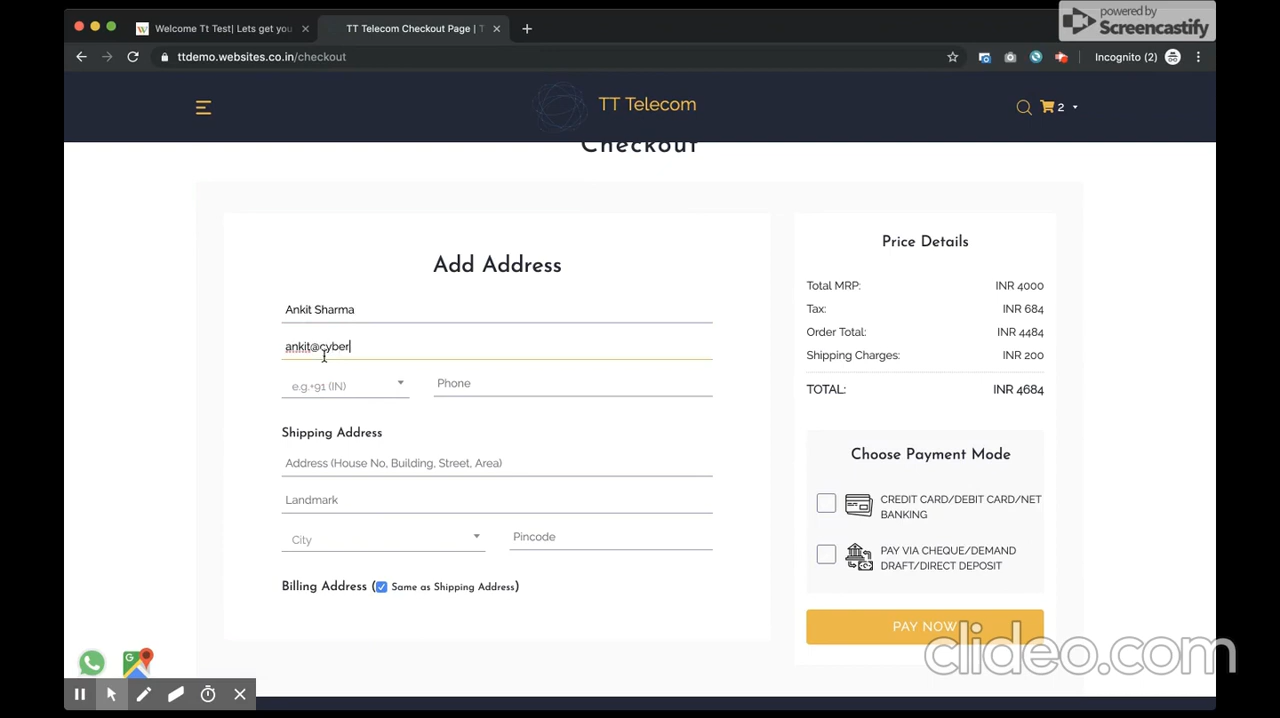 powered by
Screencastify
Welcome Tt Test| Lets get you
TT Telecom Checkout Page | T
ttdemo.websites.co.in/checkout
Incognito (2)
TT Telecom
2
Checkout
Add Address
Ankit Sharma
ankit@cyber
e.g.+91 (IN)
Phone
Shipping Address
Address (House No, Building, Street, Area)
Landmark
City
Pincode
Billing Address (Same as Shipping Address)
Price Details
Total MRP: INR 4000
Tax: INR 684
Order Total: INR 4484
Shipping Charges: INR 200
TOTAL: INR 4684
Choose Payment Mode
CREDIT CARD/DEBIT CARD/NET
BANKING
PAY VIA CHEQUE/DEMAND
DRAFT/DIRECT DEPOSIT
PAY NOW
clideo.com